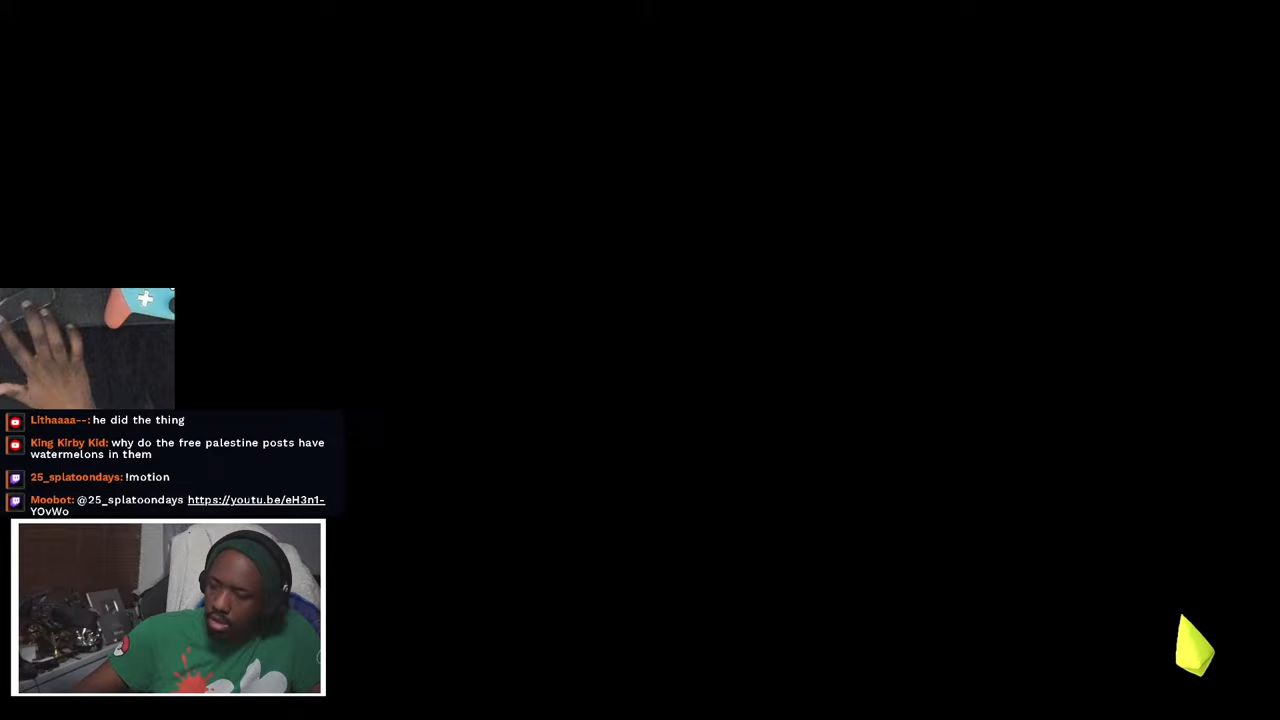 Lithaaaa--: he did the thing
King Kirby Kid: why do the free palestine posts have
watermelons in them
25_splatoondays: !motion
Moobot: @25_splatoondays https://youtu.be/eH3n1-
YOvWo